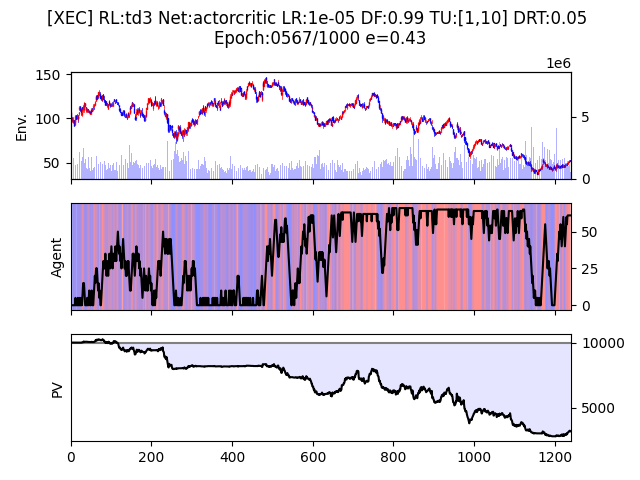 [XEC] RL:td3 Net:actorcritic LR:1e-05 DF:0.99 TU:[1,10] DRT:0.05
Epoch:0567/1000 e=0.43
1e6
150
100
50
Env.
5
0
Agent
50
25
0
PV
10000
5000
0 200 400 600 800 1000 1200